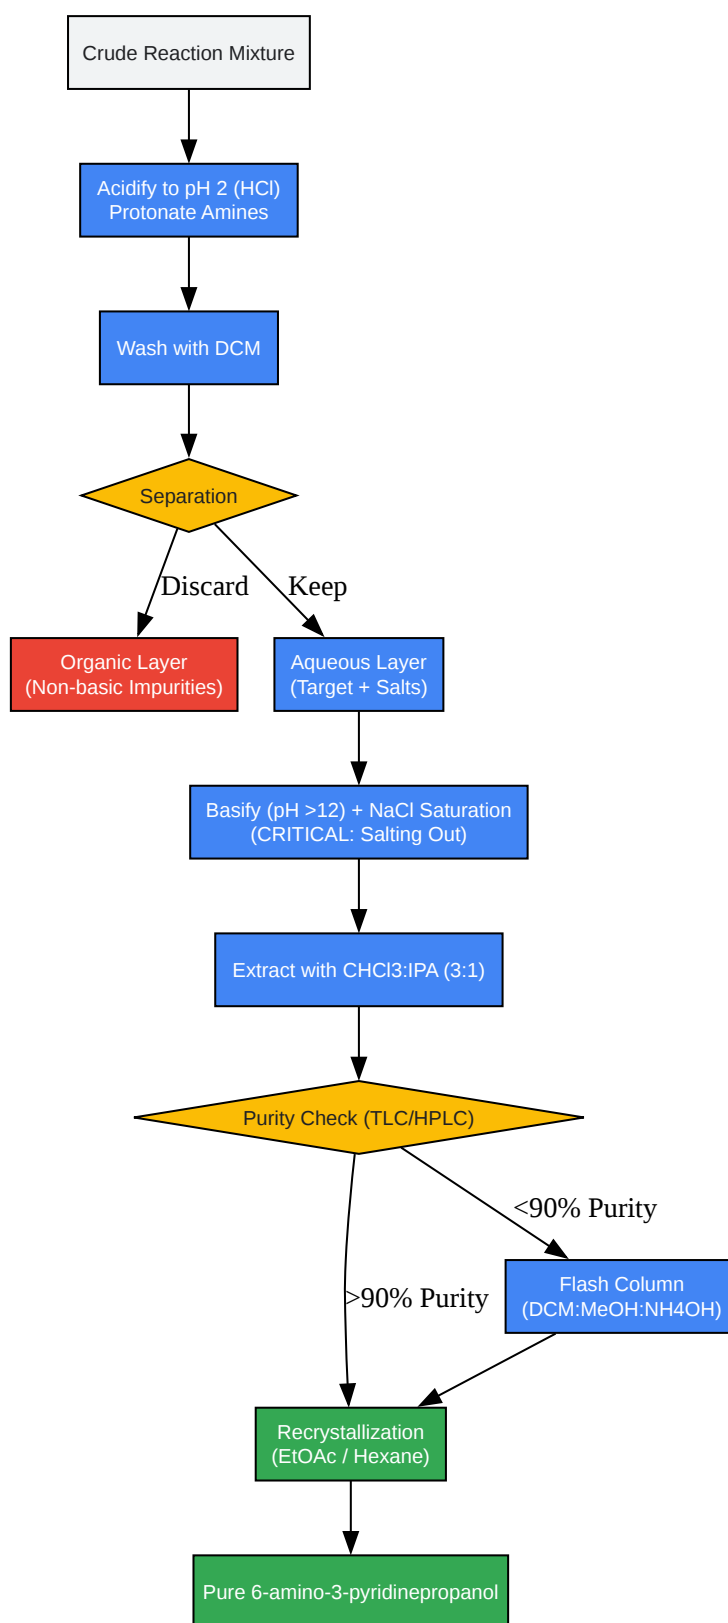 Crude Reaction Mixture
Acidify to pH 2 (HCl)
Protonate Amines
Wash with DCM
Separation
Discard
Keep
Organic Layer
(Non-basic Impurities)
Aqueous Layer
(Target + Salts)
Basify (pH >12) + NaCl Saturation
(CRITICAL: Salting Out)
Extract with CHCl3:IPA (3:1)
Purity Check (TLC/HPLC)
<90% Purity
>90% Purity
Flash Column
(DCM:MeOH:NH4OH)
Recrystallization
(EtOAc / Hexane)
Pure 6-amino-3-pyridinepropanol